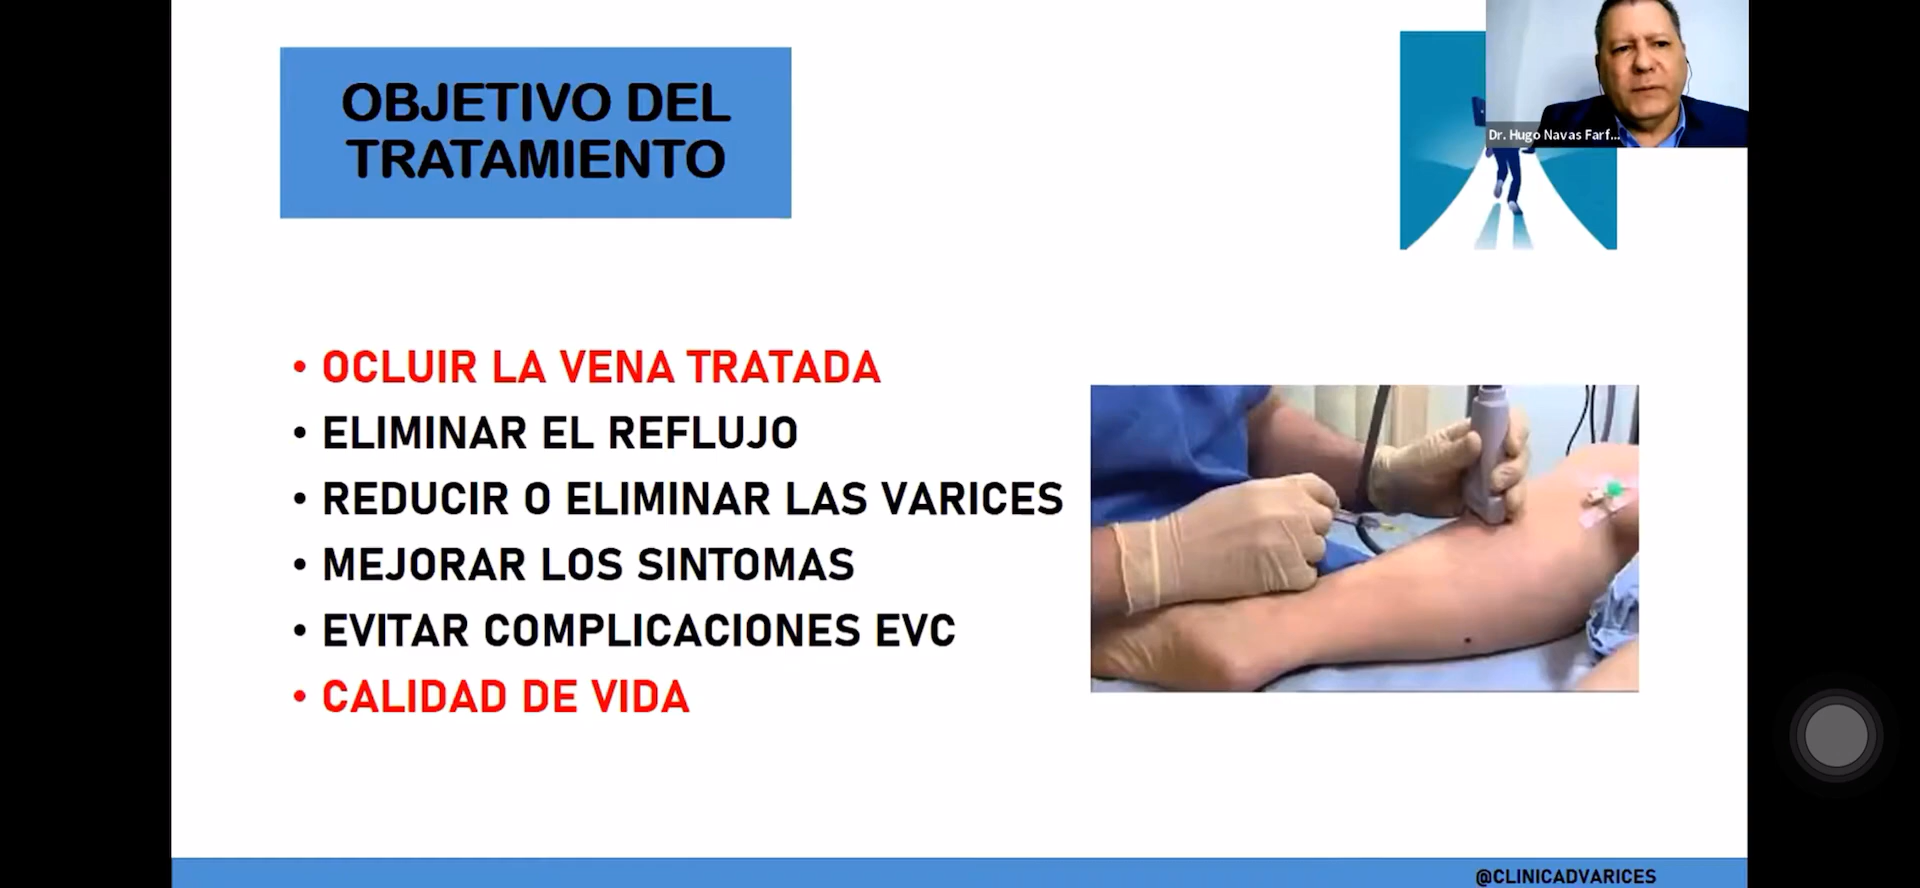 OBJETIVO DEL
TRATAMIENTO
Dr. Hugo Navas Farf...
• OCLUIR LA VENA TRATADA
• ELIMINAR EL REFLUJO
• REDUCIR O ELIMINAR LAS VARICES
• MEJORAR LOS SINTOMAS
• EVITAR COMPLICACIONES EVC
• CALIDAD DE VIDA
@CLINICADVARICES